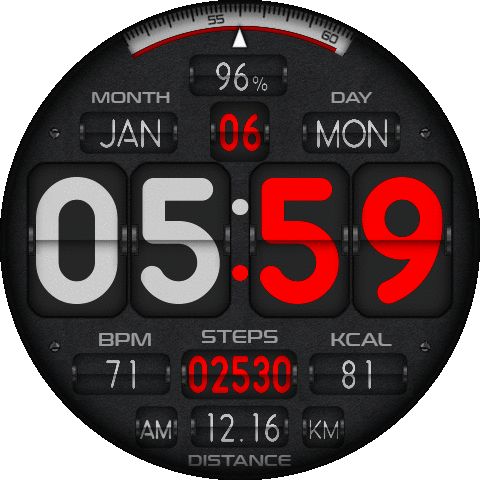 55 60
96%
MONTH DAY
JAN 06 MON
05:59
BPM STEPS KCAL
71 02530 81
AM 12.16 KM
DISTANCE